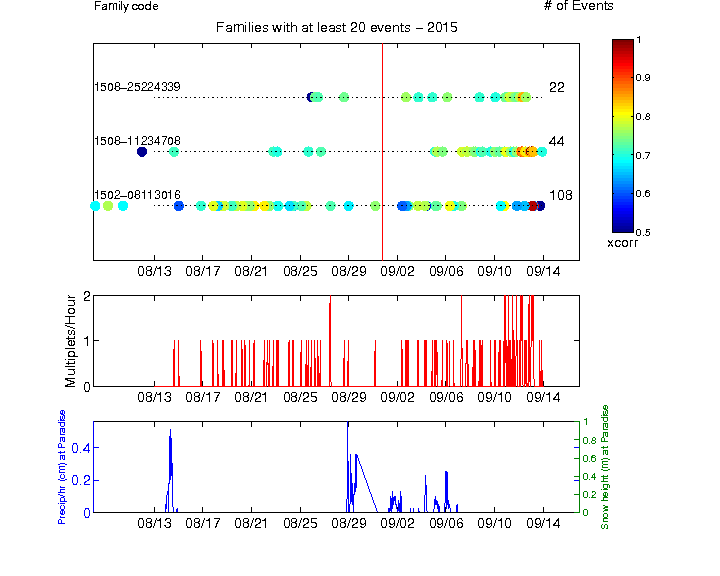 Family code
# of Events
Families with at least 20 events – 2015
1508–25224339
22
1508–11234708
44
1502–08113016
108
1
0.9
0.8
0.7
0.6
0.5
xcorr
08/13 08/17 08/21 08/25 08/29 09/02 09/06 09/10 09/14
Multiplets/Hour
2
1
0
08/13 08/17 08/21 08/25 08/29 09/02 09/06 09/10 09/14
Precip/hr (cm) at Paradise
0.4
0.2
0
1
0.8
0.6
0.4
0.2
0
Snow height (m) at Paradise
08/13 08/17 08/21 08/25 08/29 09/02 09/06 09/10 09/14